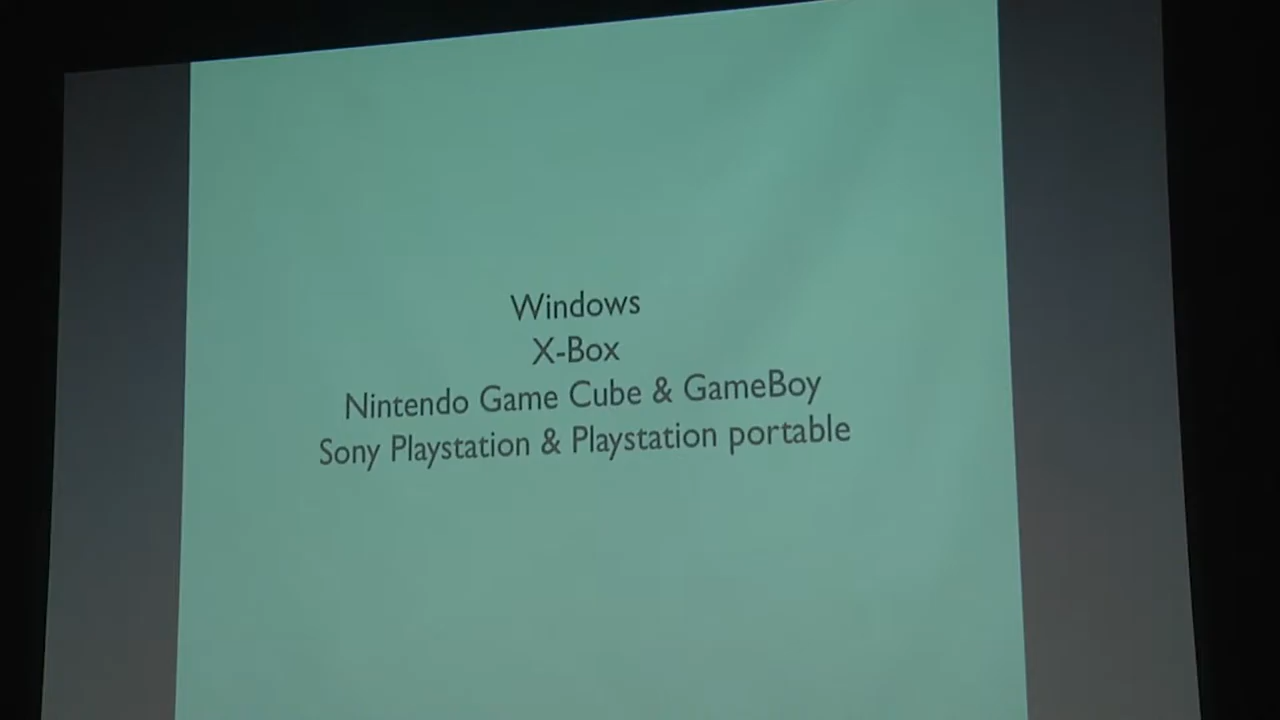 Windows
X-Box
Nintendo Game Cube & GameBoy
Sony Playstation & Playstation portable